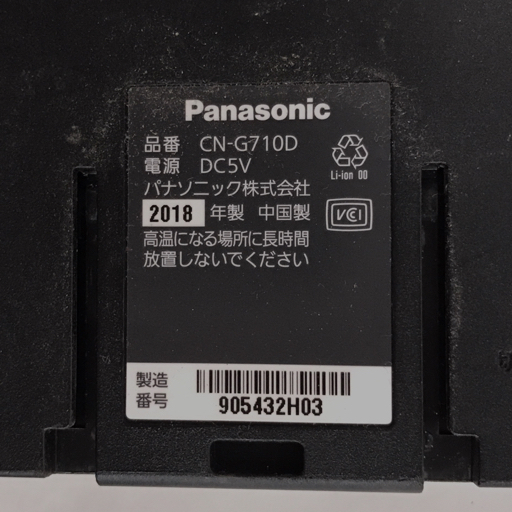 Panasonic
品番 CN-G710D
電源 DC5V
Li-ion 00
パナソニック株式会社
2018 年製 中国製
VCI
高温になる場所に長時間
放置しないでください
製造
番号
905432H03